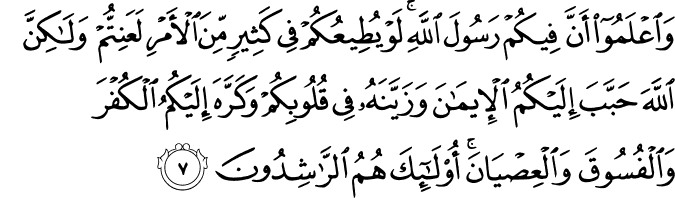 وَٱعۡلَمُوٓاْ أَنَّ فِيكُمۡ رَسُولَ ٱللَّهِۚ لَوۡ يُطِيعُكُمۡ فِي كَثِيرٖ مِّنَ ٱلۡأَمۡرِ لَعَنِتُّمۡ وَلَٰكِنَّ
ٱللَّهَ حَبَّبَ إِلَيۡكُمُ ٱلۡإِيمَٰنَ وَزَيَّنَهُۥ فِي قُلُوبِكُمۡ وَكَرَّهَ إِلَيۡكُمُ ٱلۡكُفۡرَ
وَٱلۡفُسُوقَ وَٱلۡعِصۡيَانَۚ أُوْلَٰٓئِكَ هُمُ ٱلرَّٰشِدُونَ ٧